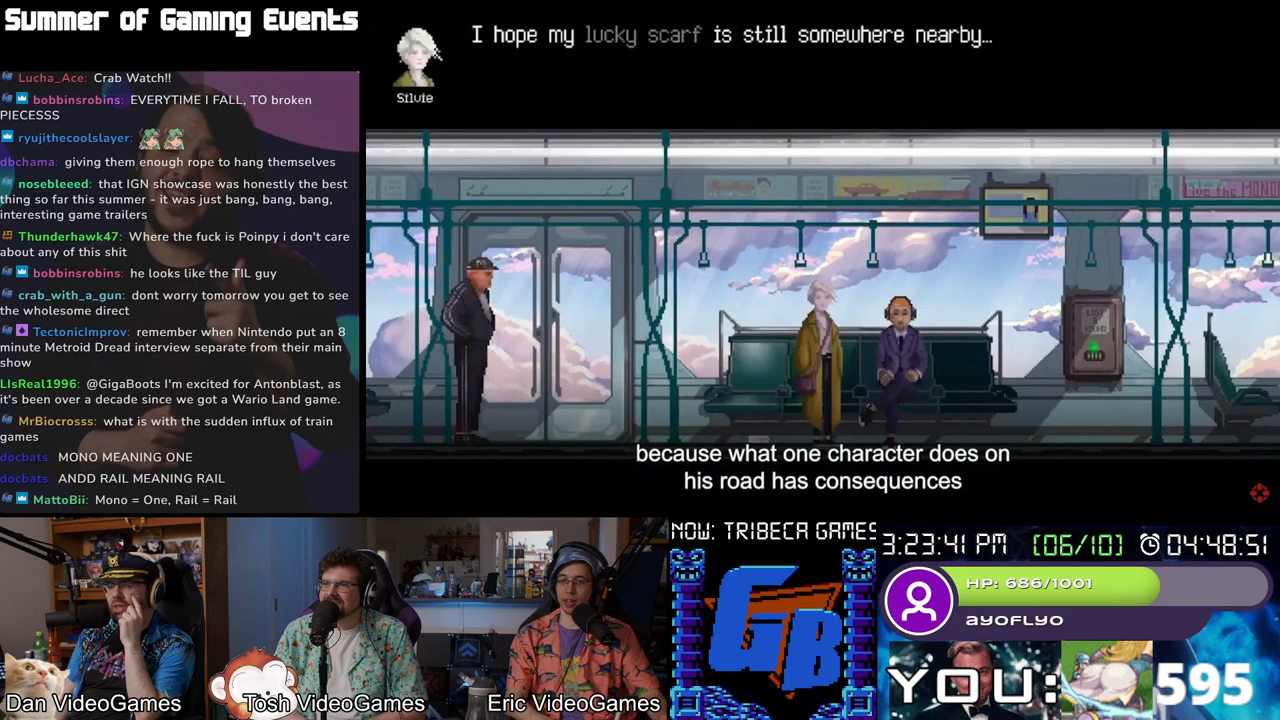 Summer of Gaming Events
Lucha_Ace: Crab Watch!!
bobbinsrobins: EVERYTIME I FALL, TO broken
PIECESSS
ryujithecoolslayer:
dbchama: giving them enough rope to hang themselves
nosebleeed: that IGN showcase was honestly the best
thing so far this summer - it was just bang, bang, bang,
interesting game trailers
Thunderhawk47: Where the fuck is Poinpy i don't care
about any of this shit
bobbinsrobins: he looks like the TIL guy
crab_with_a_gun: dont worry tomorrow you get to see
the wholesome direct
TectonicImprov: remember when Nintendo put an 8
minute Metroid Dread interview separate from their main
show
LIsReal1996: @GigaBoots I'm excited for Antonblast, as
it's been over a decade since we got a Wario Land game.
MrBiocrosss: what is with the sudden influx of train
games
docbats: MONO MEANING ONE
docbats: ANDD RAIL MEANING RAIL
MattoBii: Mono = One, Rail = Rail
I hope my lucky scarf is still somewhere nearby...
Silvie
live the MONO
LOST
&
FOUND
because what one character does on
his road has consequences
Dan VideoGames
Tosh VideoGames
Eric VideoGames
NOW: TRIBECA GAMES
GB
3:23:41 PM [06/10] 04:48:51
HP: 686/1001
AYOFLYO
YOU: 595